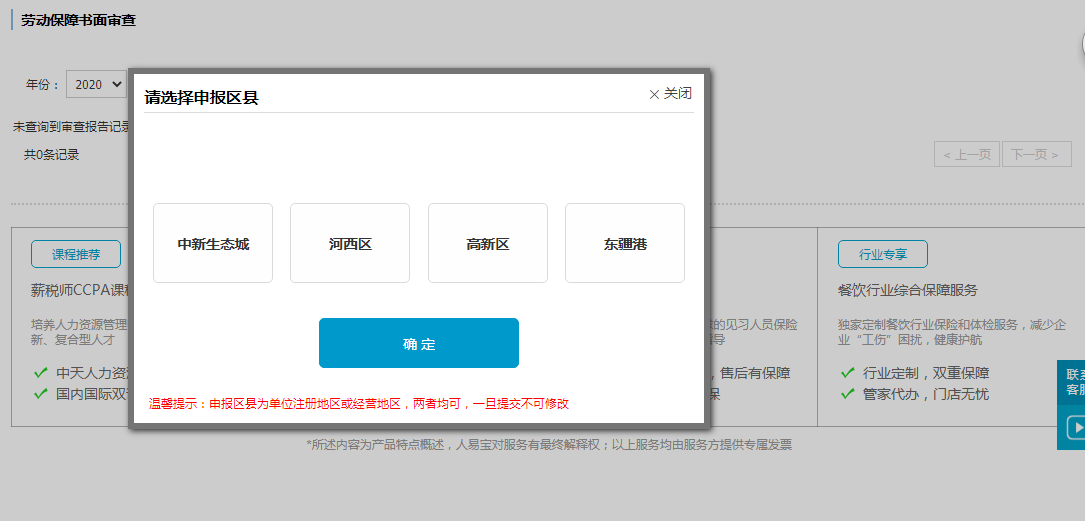 劳动保障书面审查
年份：
2020
请选择申报区县
× 关闭
未查询到审查报告记录
共0条记录
< 上一页
下一页 >
中新生态城
河西区
高新区
东疆港
确 定
温馨提示：申报区县为单位注册地区或经营地区，两者均可，一旦提交不可修改
课程推荐
薪税师CCPA课程
培养人力资源管理
新、复合型人才
中天人力资
国内国际双
的见习人员保险
导
，售后有保障
保
行业专享
餐饮行业综合保障服务
独家定制餐饮行业保险和体检服务，减少企
业“工伤”困扰，健康护航
行业定制，双重保障
管家代办，门店无忧
联系
客服
*所述内容为产品特点概述，人易宝对服务有最终解释权；以上服务均由服务方提供专属发票